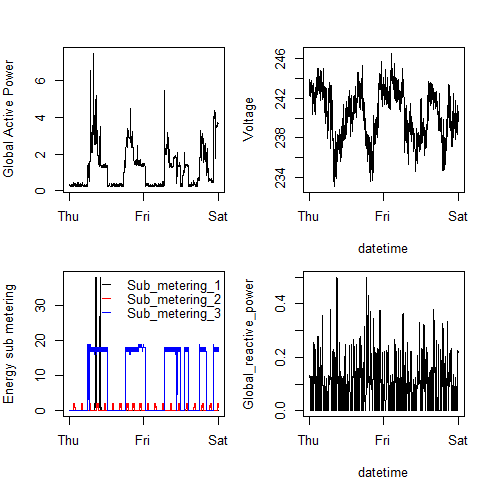 Global Active Power
6
4
2
0
Thu Fri Sat
Voltage
246
242
238
234
Thu Fri Sat
datetime
Energy sub metering
30
20
10
0
Sub_metering_1
Sub_metering_2
Sub_metering_3
Thu Fri Sat
Global_reactive_power
0.4
0.2
0.0
Thu Fri Sat
datetime